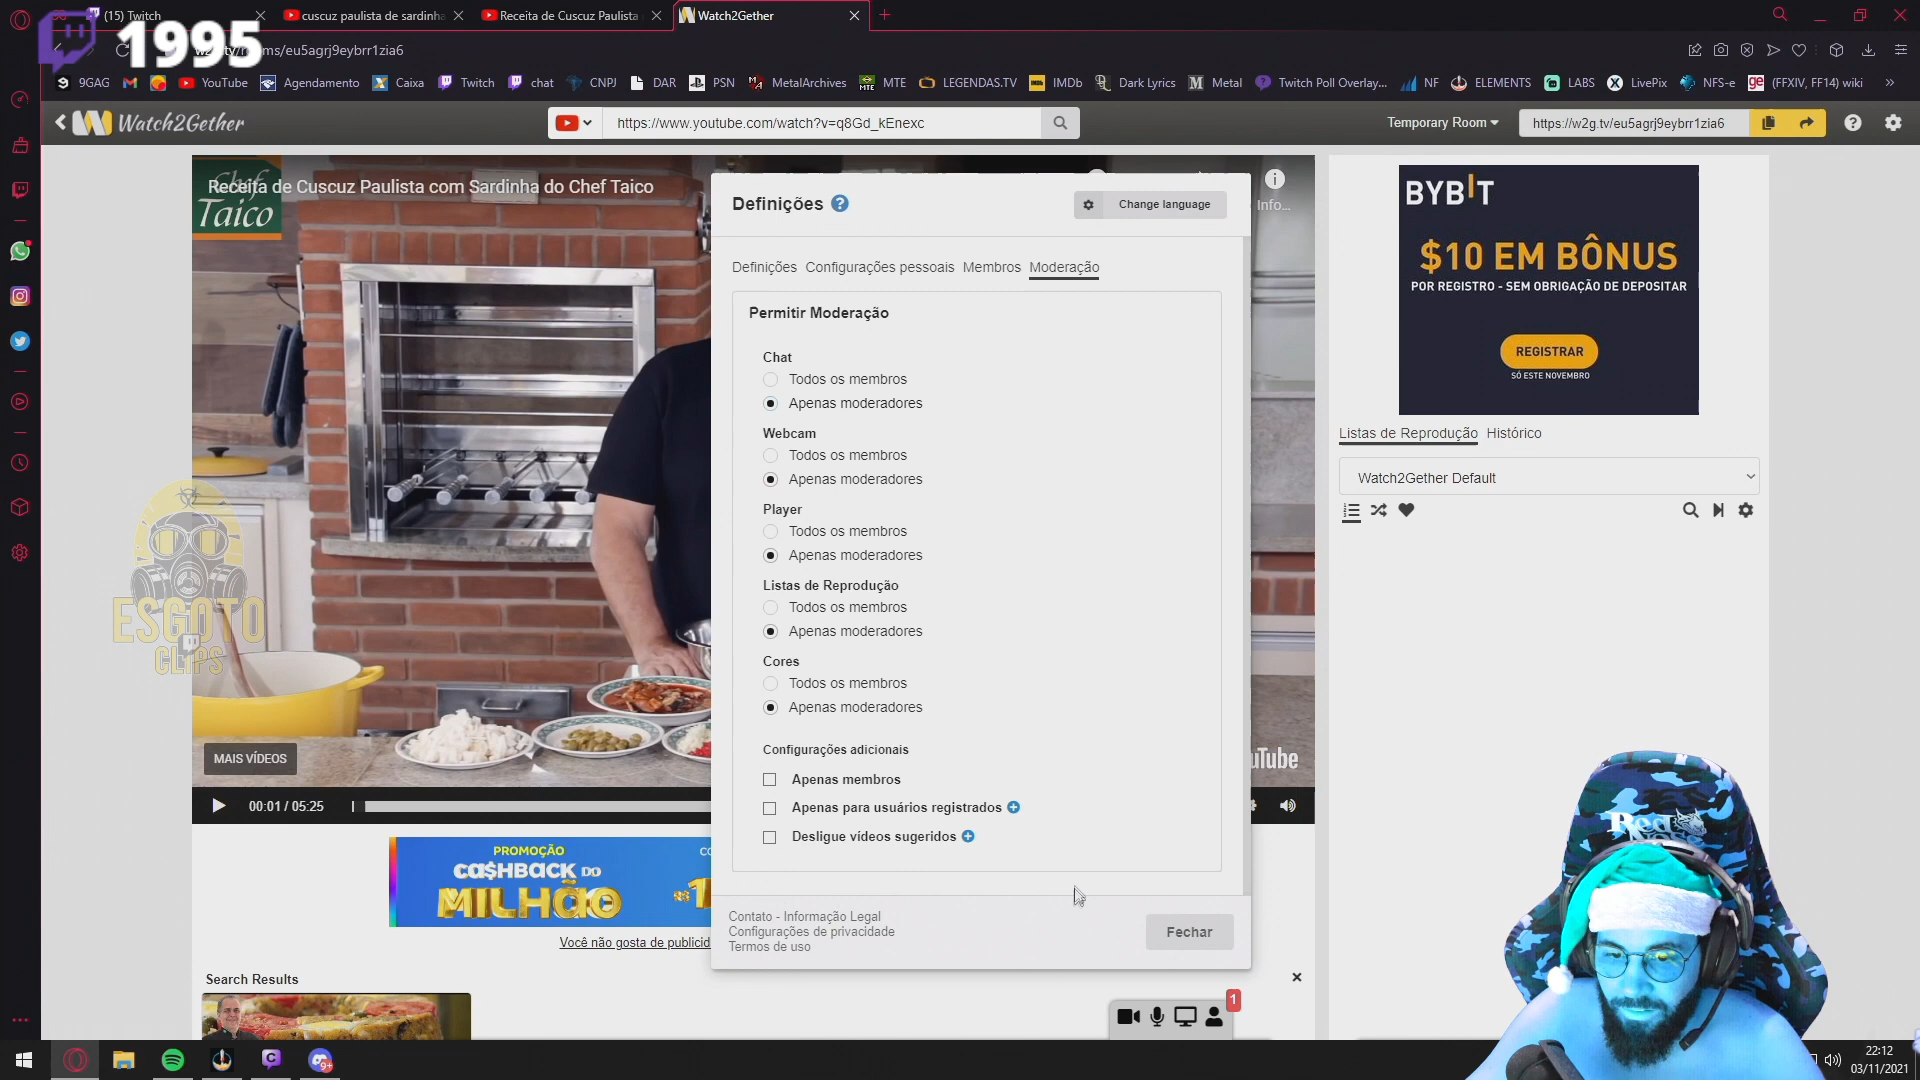 (15) Twitch
cuscuz paulista de sardinha
Receita de Cuscuz Paulista
Watch2Gether
1995
/eu5agrj9eybrr1zia6
9GAG
YouTube
Agendamento
Caixa
Twitch
chat
CNPJ
DAR
PSN
MetalArchives
MTE
LEGENDAS.TV
IMDb
Dark Lyrics
Metal
Twitch Poll Overlay...
NF
ELEMENTS
LABS
LivePix
NFS-e
(FFXIV, FF14) wiki
Watch2Gether
https://www.youtube.com/watch?v=q8Gd_kEnexc
Temporary Room
https://w2g.tv/eu5agrj9eybrr1zia6
Chef
Taico
Receita de Cuscuz Paulista com Sardinha do Chef Taico
Info...
Definições
Change language
Definições
Configurações pessoais
Membros
Moderação
Permitir Moderação
Chat
Todos os membros
Apenas moderadores
Webcam
Todos os membros
Apenas moderadores
Player
Todos os membros
Apenas moderadores
Listas de Reprodução
Todos os membros
Apenas moderadores
Cores
Todos os membros
Apenas moderadores
Configurações adicionais
Apenas membros
Apenas para usuários registrados
Desligue vídeos sugeridos
Contato - Informação Legal
Configurações de privacidade
Termos de uso
Fechar
BYBIT
$10 EM BÔNUS
POR REGISTRO - SEM OBRIGAÇÃO DE DEPOSITAR
REGISTRAR
SÓ ESTE NOVEMBRO
Listas de Reprodução
Histórico
Watch2Gether Default
ESGOTO
CLIPS
MAIS VÍDEOS
uTube
00:01 / 05:25
PROMOÇÃO
CA$HBACK DO
MILHÃO
Você não gosta de publicid
Search Results
1
9+
22:12
03/11/2021